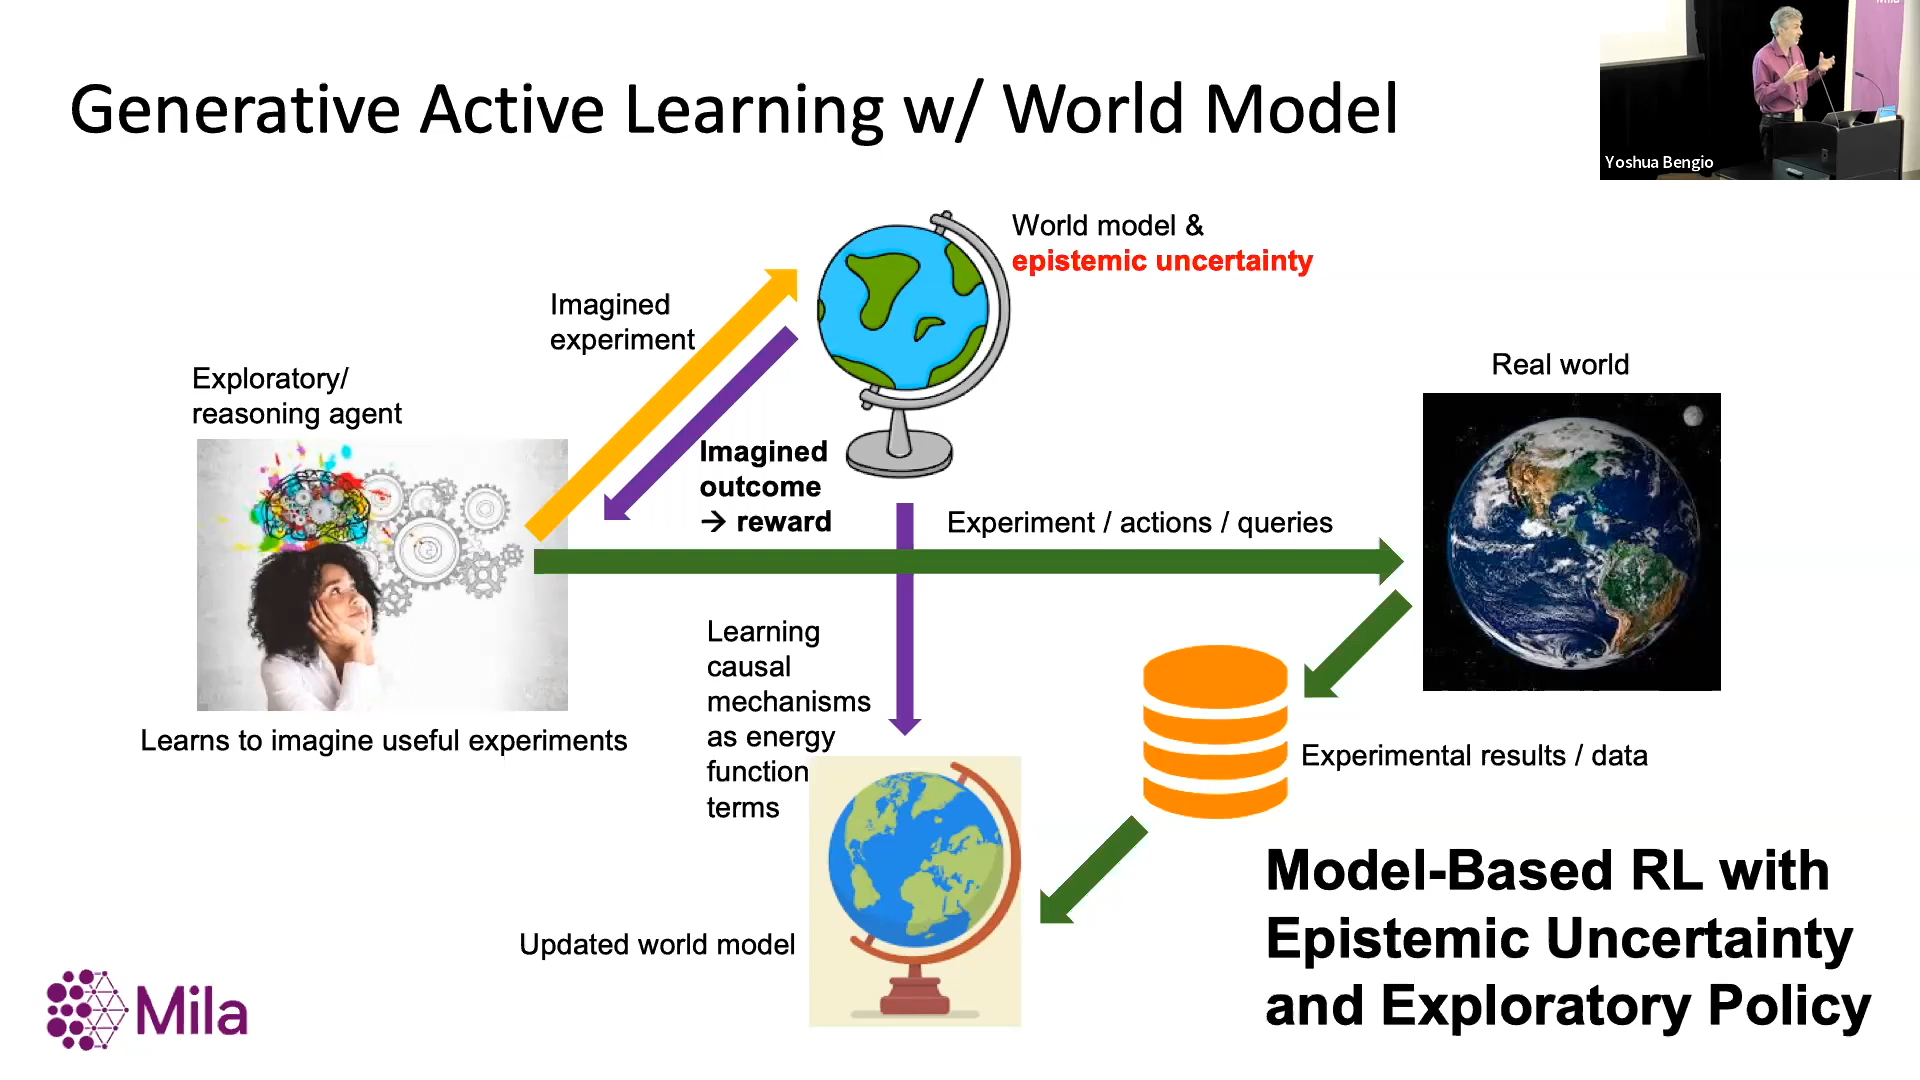 Generative Active Learning w/ World Model
Yoshua Bengio
World model &
epistemic uncertainty
Imagined
experiment
Exploratory/
reasoning agent
Real world
Imagined
outcome
→ reward
Experiment / actions / queries
Learning
causal
mechanisms
as energy
function
terms
Learns to imagine useful experiments
Experimental results / data
Updated world model
Model-Based RL with
Epistemic Uncertainty
and Exploratory Policy
Mila